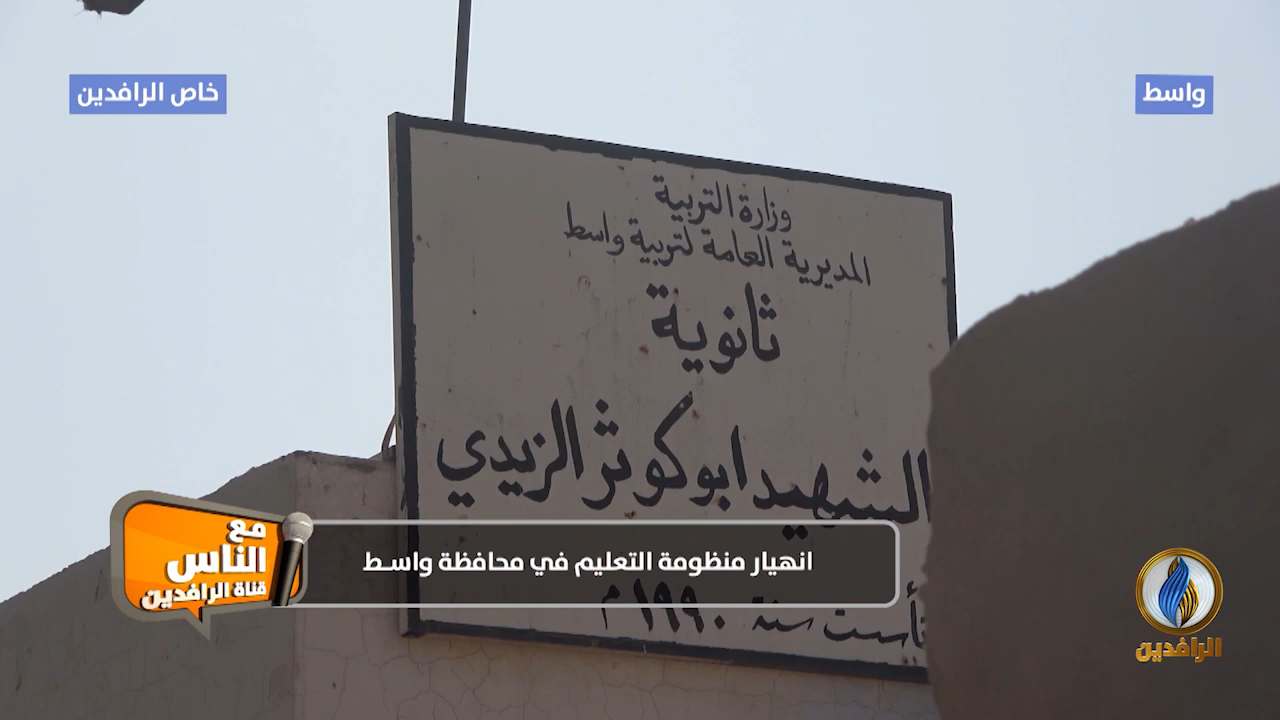 واسط
خاص الرافدين
وزارة التربية
المديرية العامة لتربية واسط
ثانوية
الشهيد ابو كوثر الزيدي
تأسست سنة ١٩٩٠ م
مع
الناس
قناة الرافدين
انهيار منظومة التعليم في محافظة واسط
الرافدين